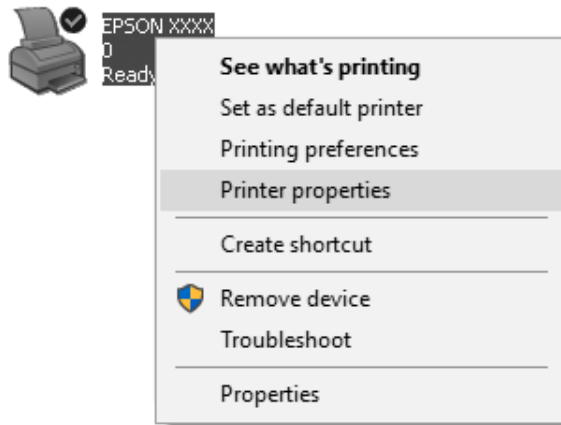 EPSON XXXX
0
Ready
See what's printing
Set as default printer
Printing preferences
Printer properties
Create shortcut
Remove device
Troubleshoot
Properties